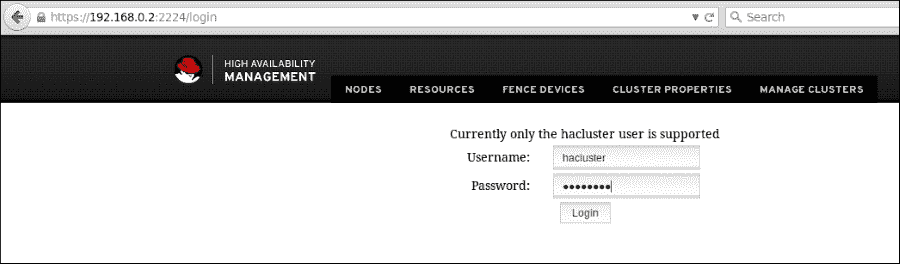 https://192.168.0.2:2224/login
Search
HIGH AVAILABILITY
MANAGEMENT
NODES RESOURCES FENCE DEVICES CLUSTER PROPERTIES MANAGE CLUSTERS
Currently only the hacluster user is supported
Username: hacluster
Password: ••••••••
Login